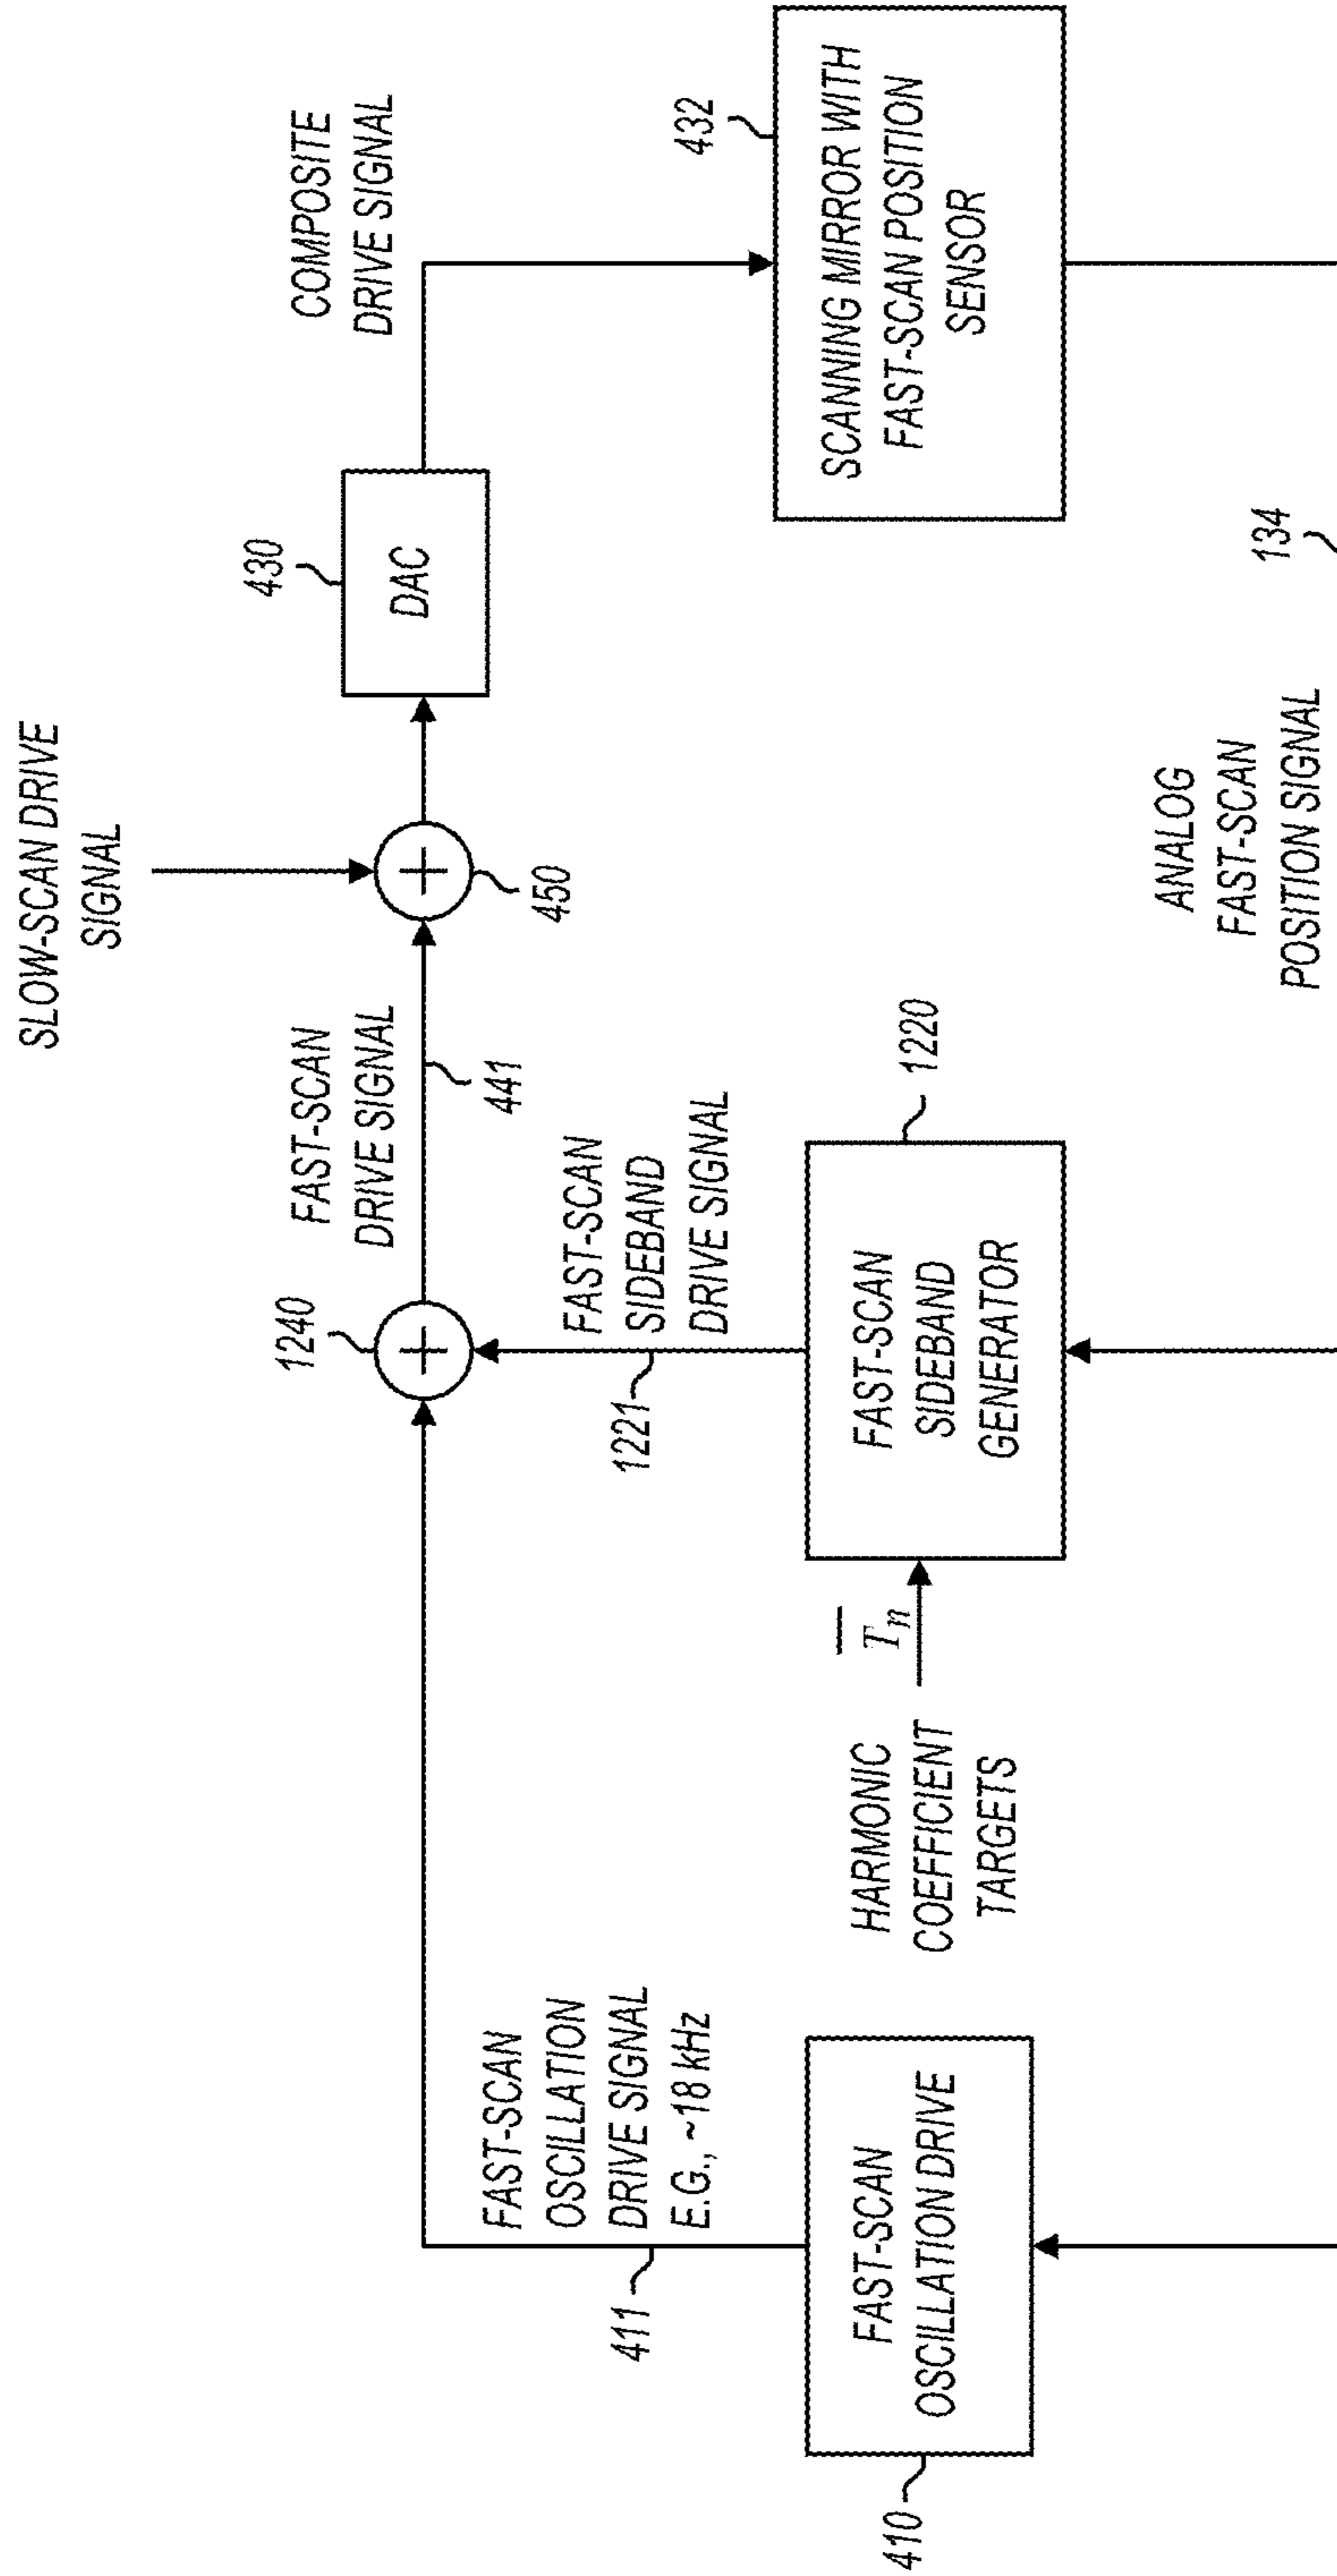 SLOW-SCAN DRIVE
SIGNAL
FAST-SCAN
OSCILLATION
DRIVE SIGNAL
E.G., ~18 kHz
411
1240
FAST-SCAN
DRIVE SIGNAL
441
450
430
DAC
COMPOSITE
DRIVE SIGNAL
FAST-SCAN
SIDEBAND
DRIVE SIGNAL
1221
410
FAST-SCAN
OSCILLATION DRIVE
HARMONIC
COEFFICIENT
TARGETS
T̅n
FAST-SCAN
SIDEBAND
GENERATOR
1220
432
SCANNING MIRROR WITH
FAST-SCAN POSITION
SENSOR
ANALOG
FAST-SCAN
POSITION SIGNAL
134